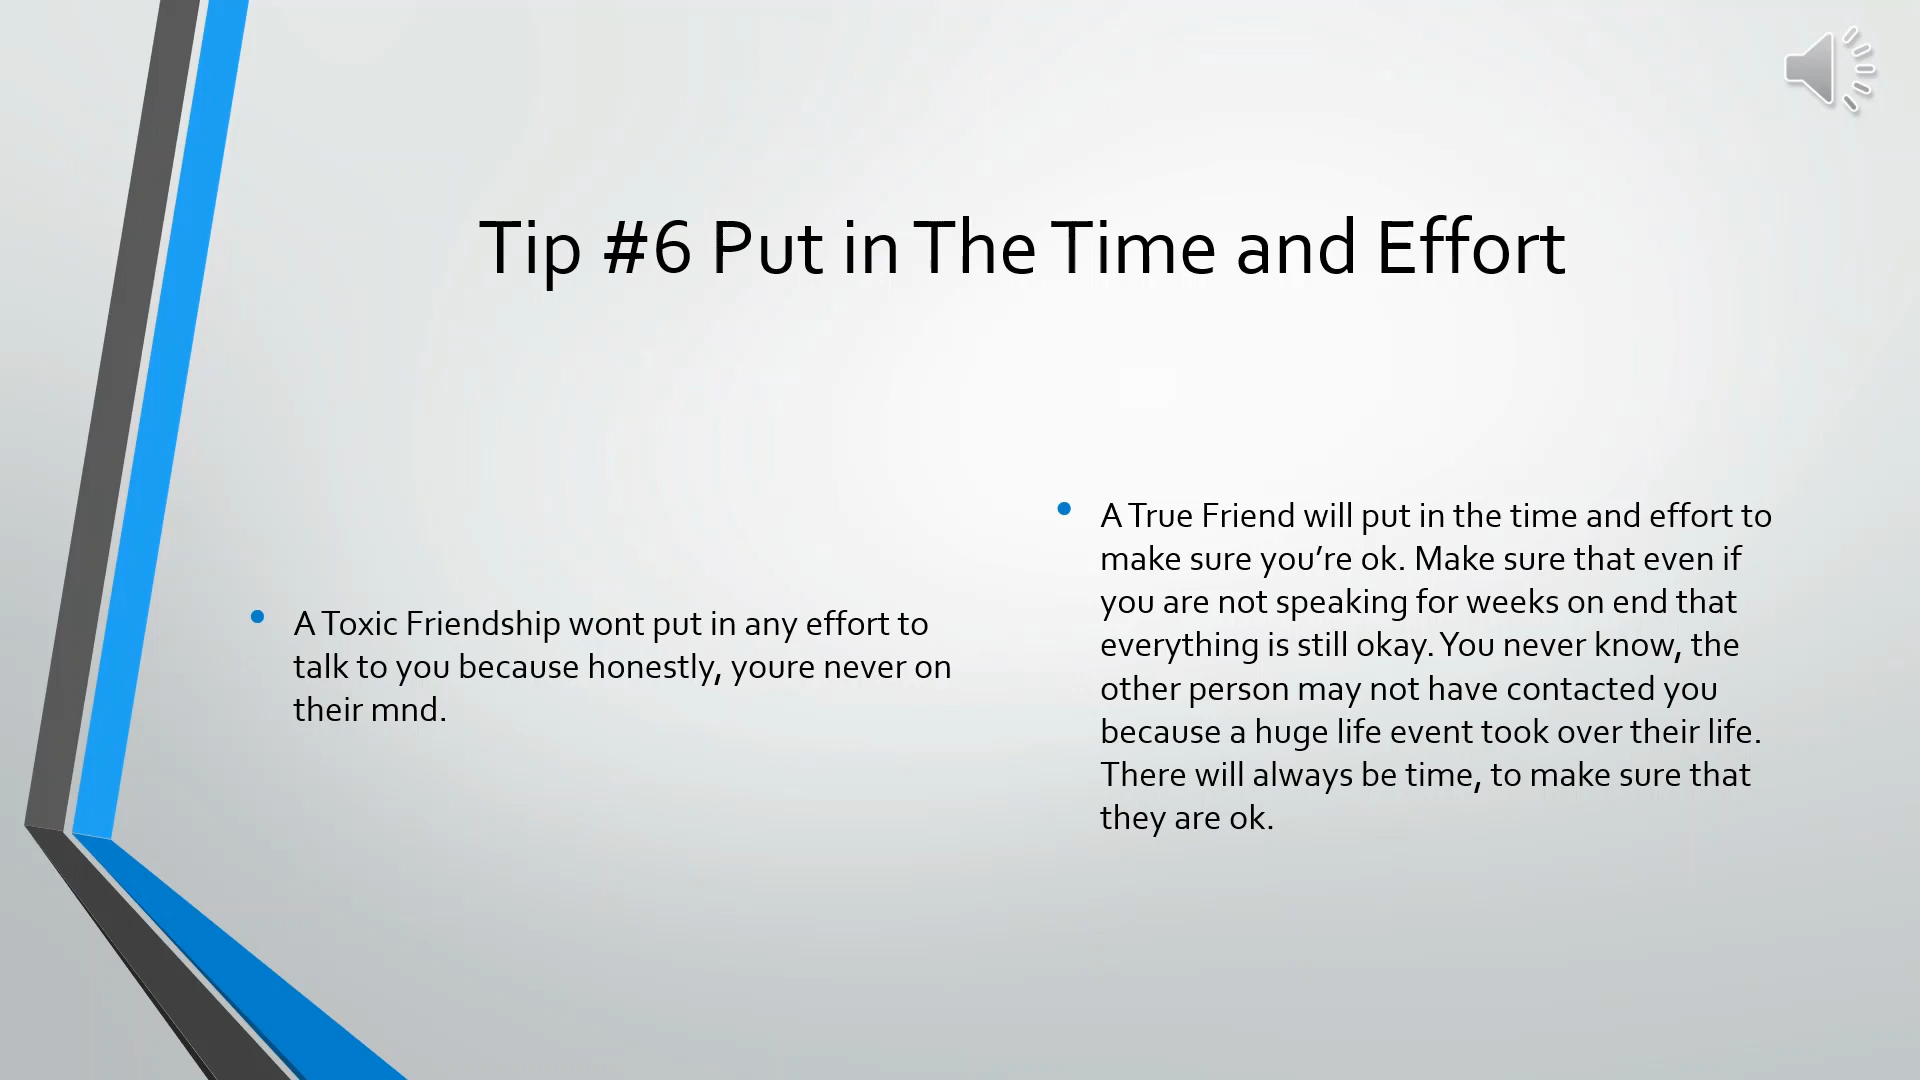 Tip #6 Put in The Time and Effort
A Toxic Friendship wont put in any effort to
talk to you because honestly, youre never on
their mnd.
A True Friend will put in the time and effort to
make sure you’re ok. Make sure that even if
you are not speaking for weeks on end that
everything is still okay. You never know, the
other person may not have contacted you
because a huge life event took over their life.
There will always be time, to make sure that
they are ok.